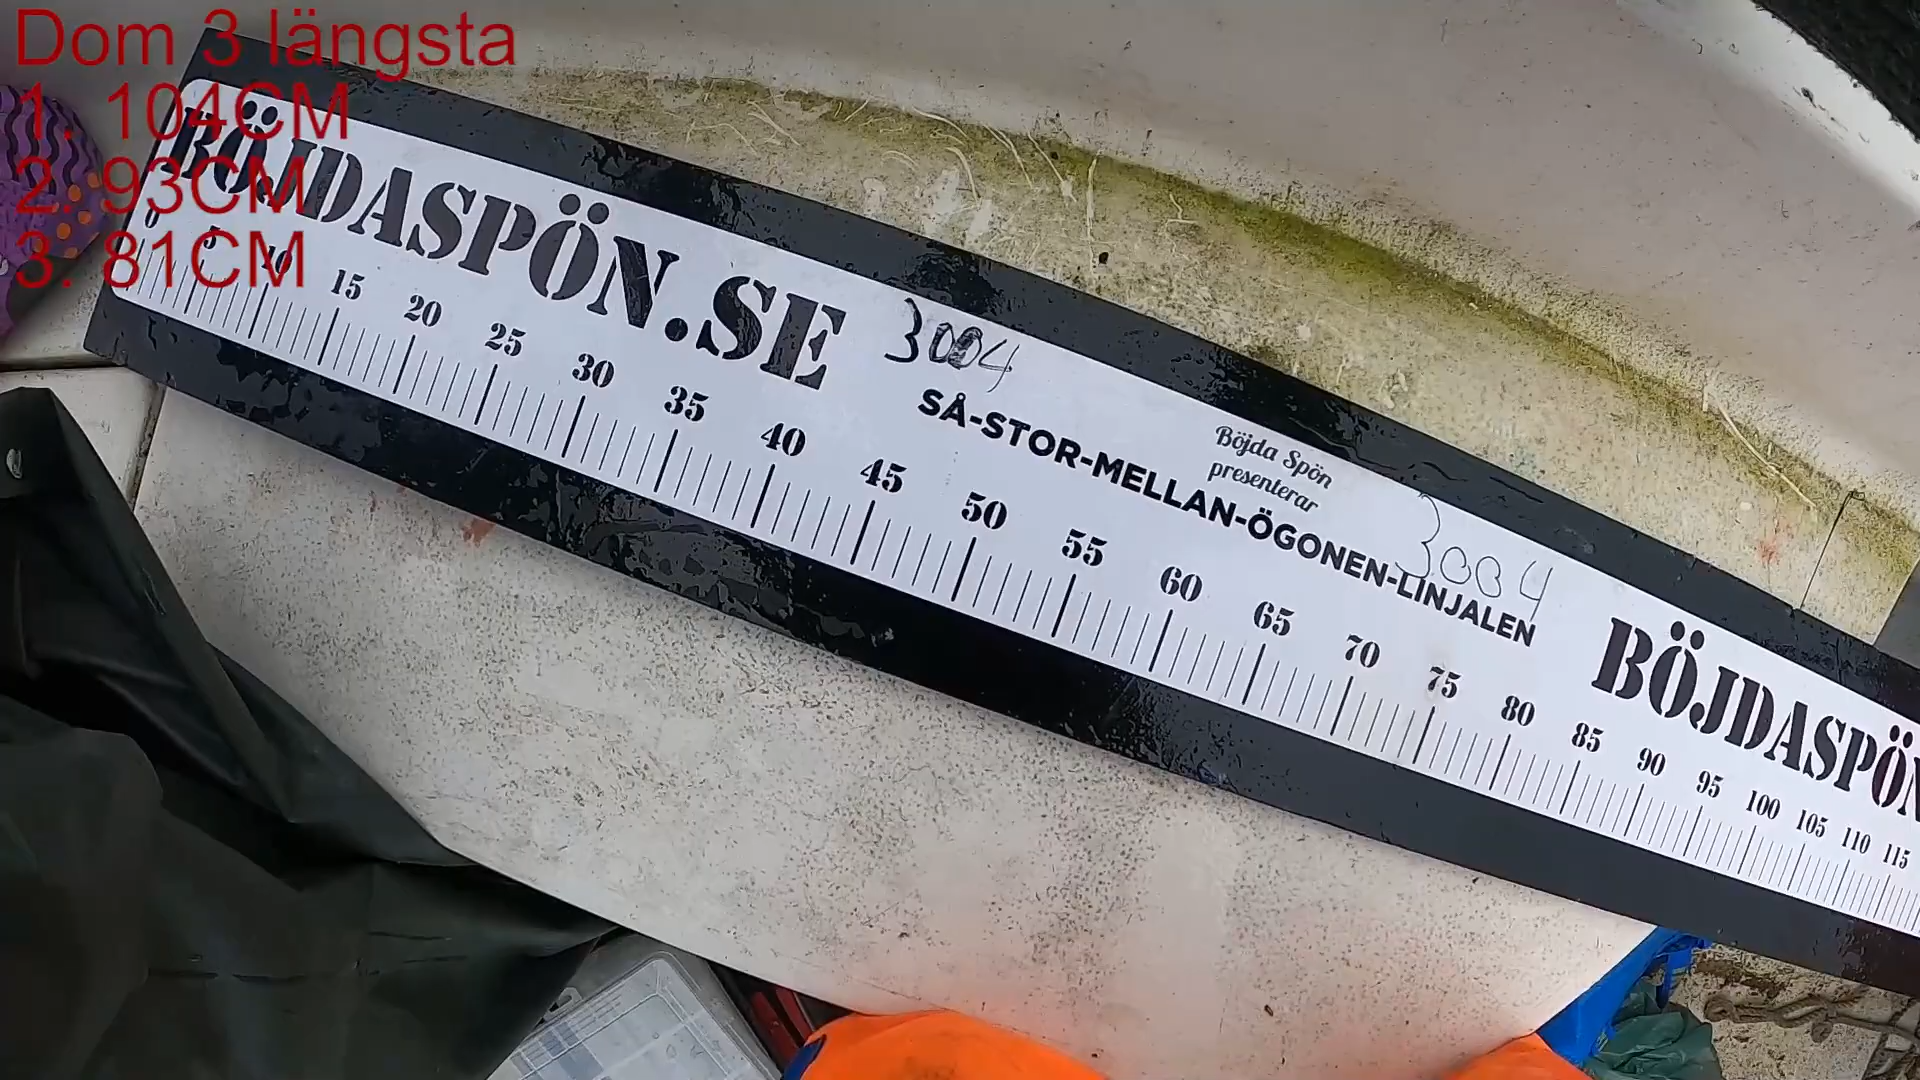 Dom 3 längsta
1. 104CM
2. 93CM
3. 81CM
BÖJDASPÖN.SE
3004
Böjda Spön
presenterar
SÅ-STOR-MELLAN-ÖGONEN-LINJALEN
3004
BÖJDASPÖN
0 5 10 15 20 25 30 35 40 45 50 55 60 65 70 75 80 85 90 95 100 105 110 115